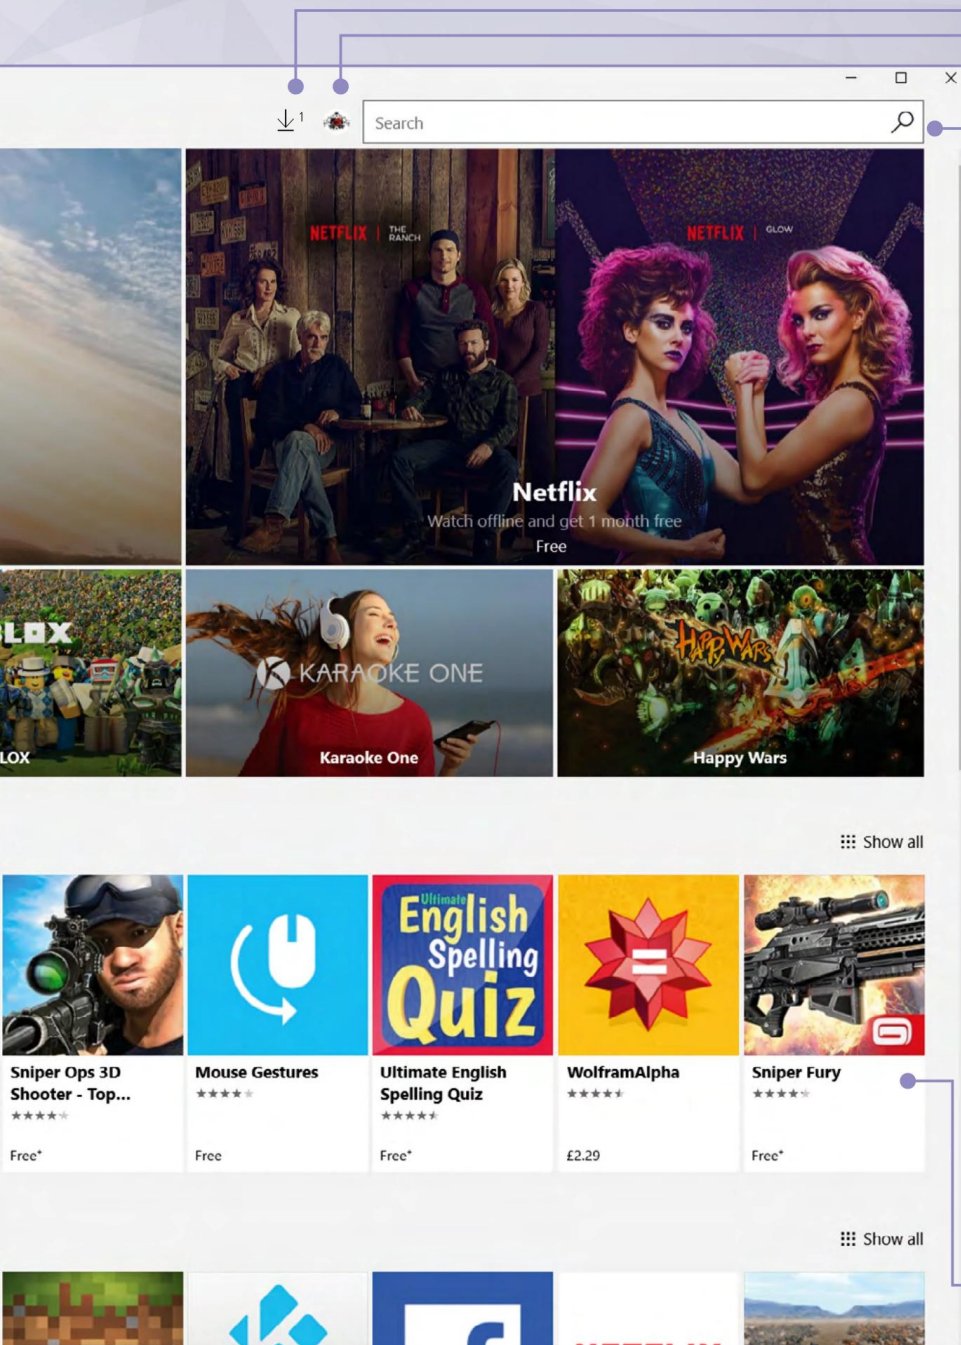 1
Search
NETFLIX | THE RANCH
NETFLIX | GLOW
Netflix
Watch offline and get 1 month free
Free
LOX
KARAOKE ONE
HAPPY WARS
LOX
Karaoke One
Happy Wars
Show all
Ultimate
English
Spelling
Quiz
Sniper Ops 3D
Shooter - Top...
Free*
Mouse Gestures
Free
Ultimate English
Spelling Quiz
Free*
WolframAlpha
£2.29
Sniper Fury
Free*
Show all
NETFLIX